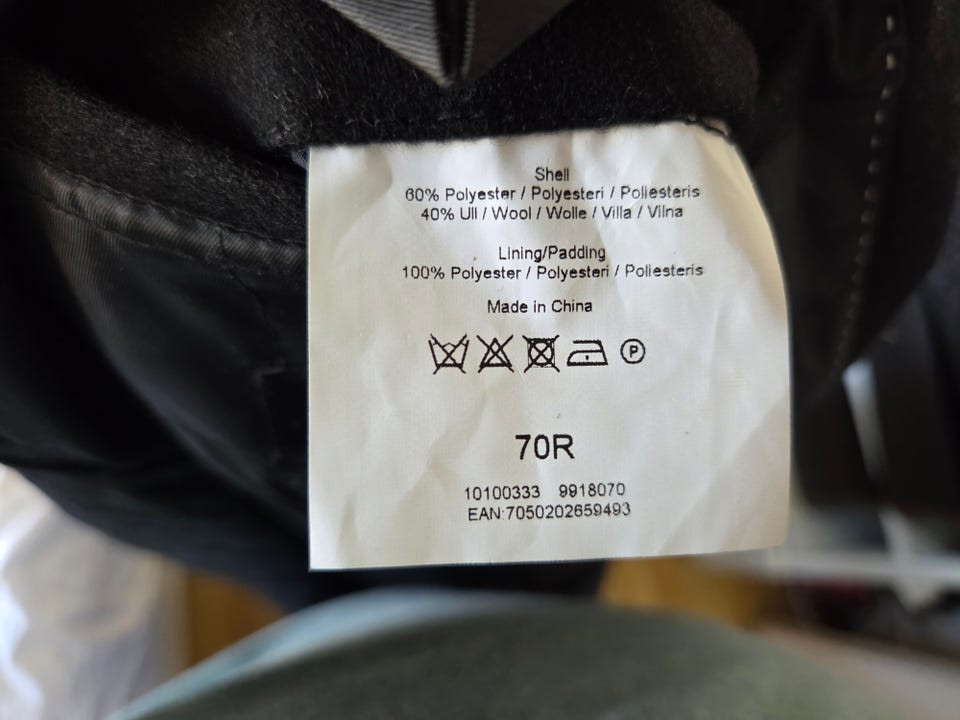 Shell
60% Polyester / Polyesteri / Poliesteris
40% Ull / Wool / Wolle / Villa / Vilna
Lining/Padding
100% Polyester / Polyesteri / Poliesteris
Made in China
P
70R
10100333 9918070
EAN:7050202659493